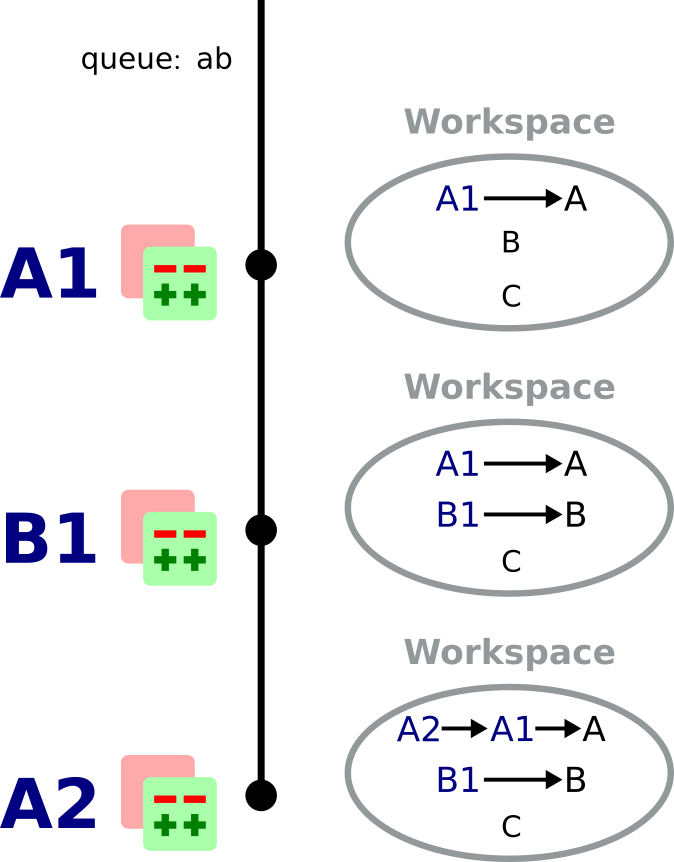 queue: ab
Workspace
A1 A
B
C
A1
Workspace
A1 A
B1 B
C
B1
Workspace
A2 A1 A
B1 B
C
A2